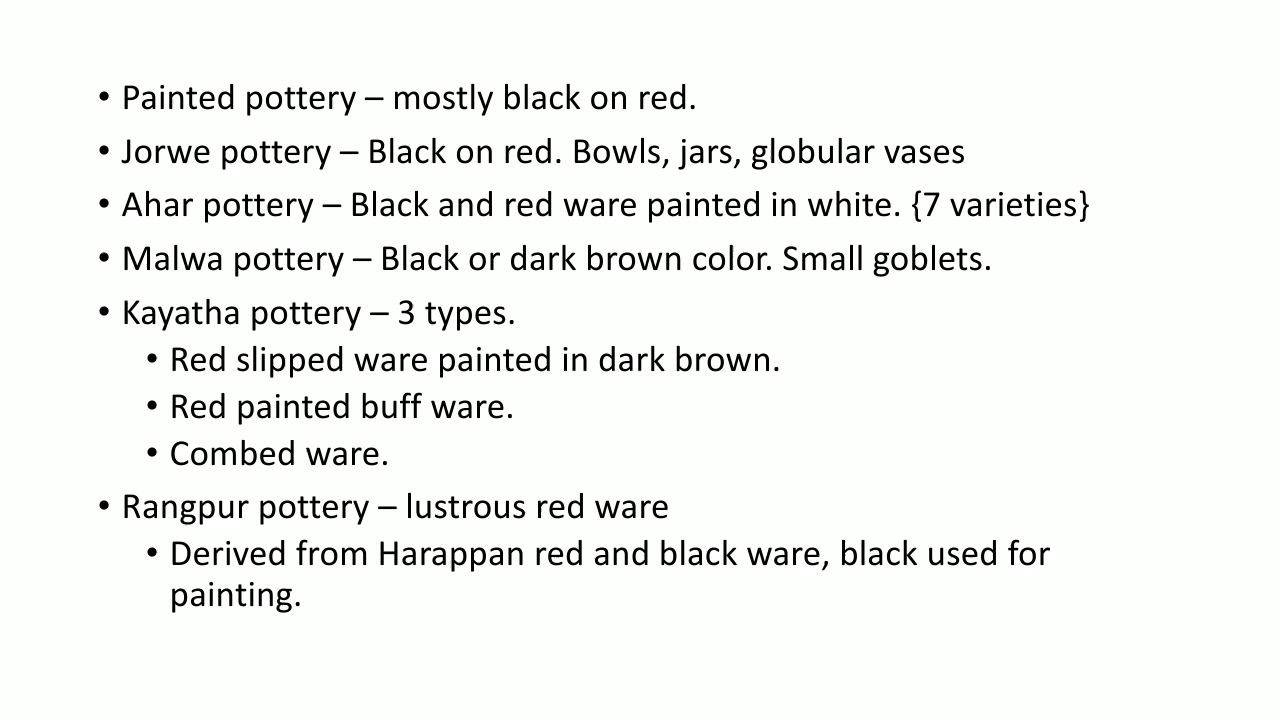 • Painted pottery – mostly black on red.
• Jorwe pottery – Black on red. Bowls, jars, globular vases
• Ahar pottery – Black and red ware painted in white. {7 varieties}
• Malwa pottery – Black or dark brown color. Small goblets.
• Kayatha pottery – 3 types.
• Red slipped ware painted in dark brown.
• Red painted buff ware.
• Combed ware.
• Rangpur pottery – lustrous red ware
• Derived from Harappan red and black ware, black used for
painting.